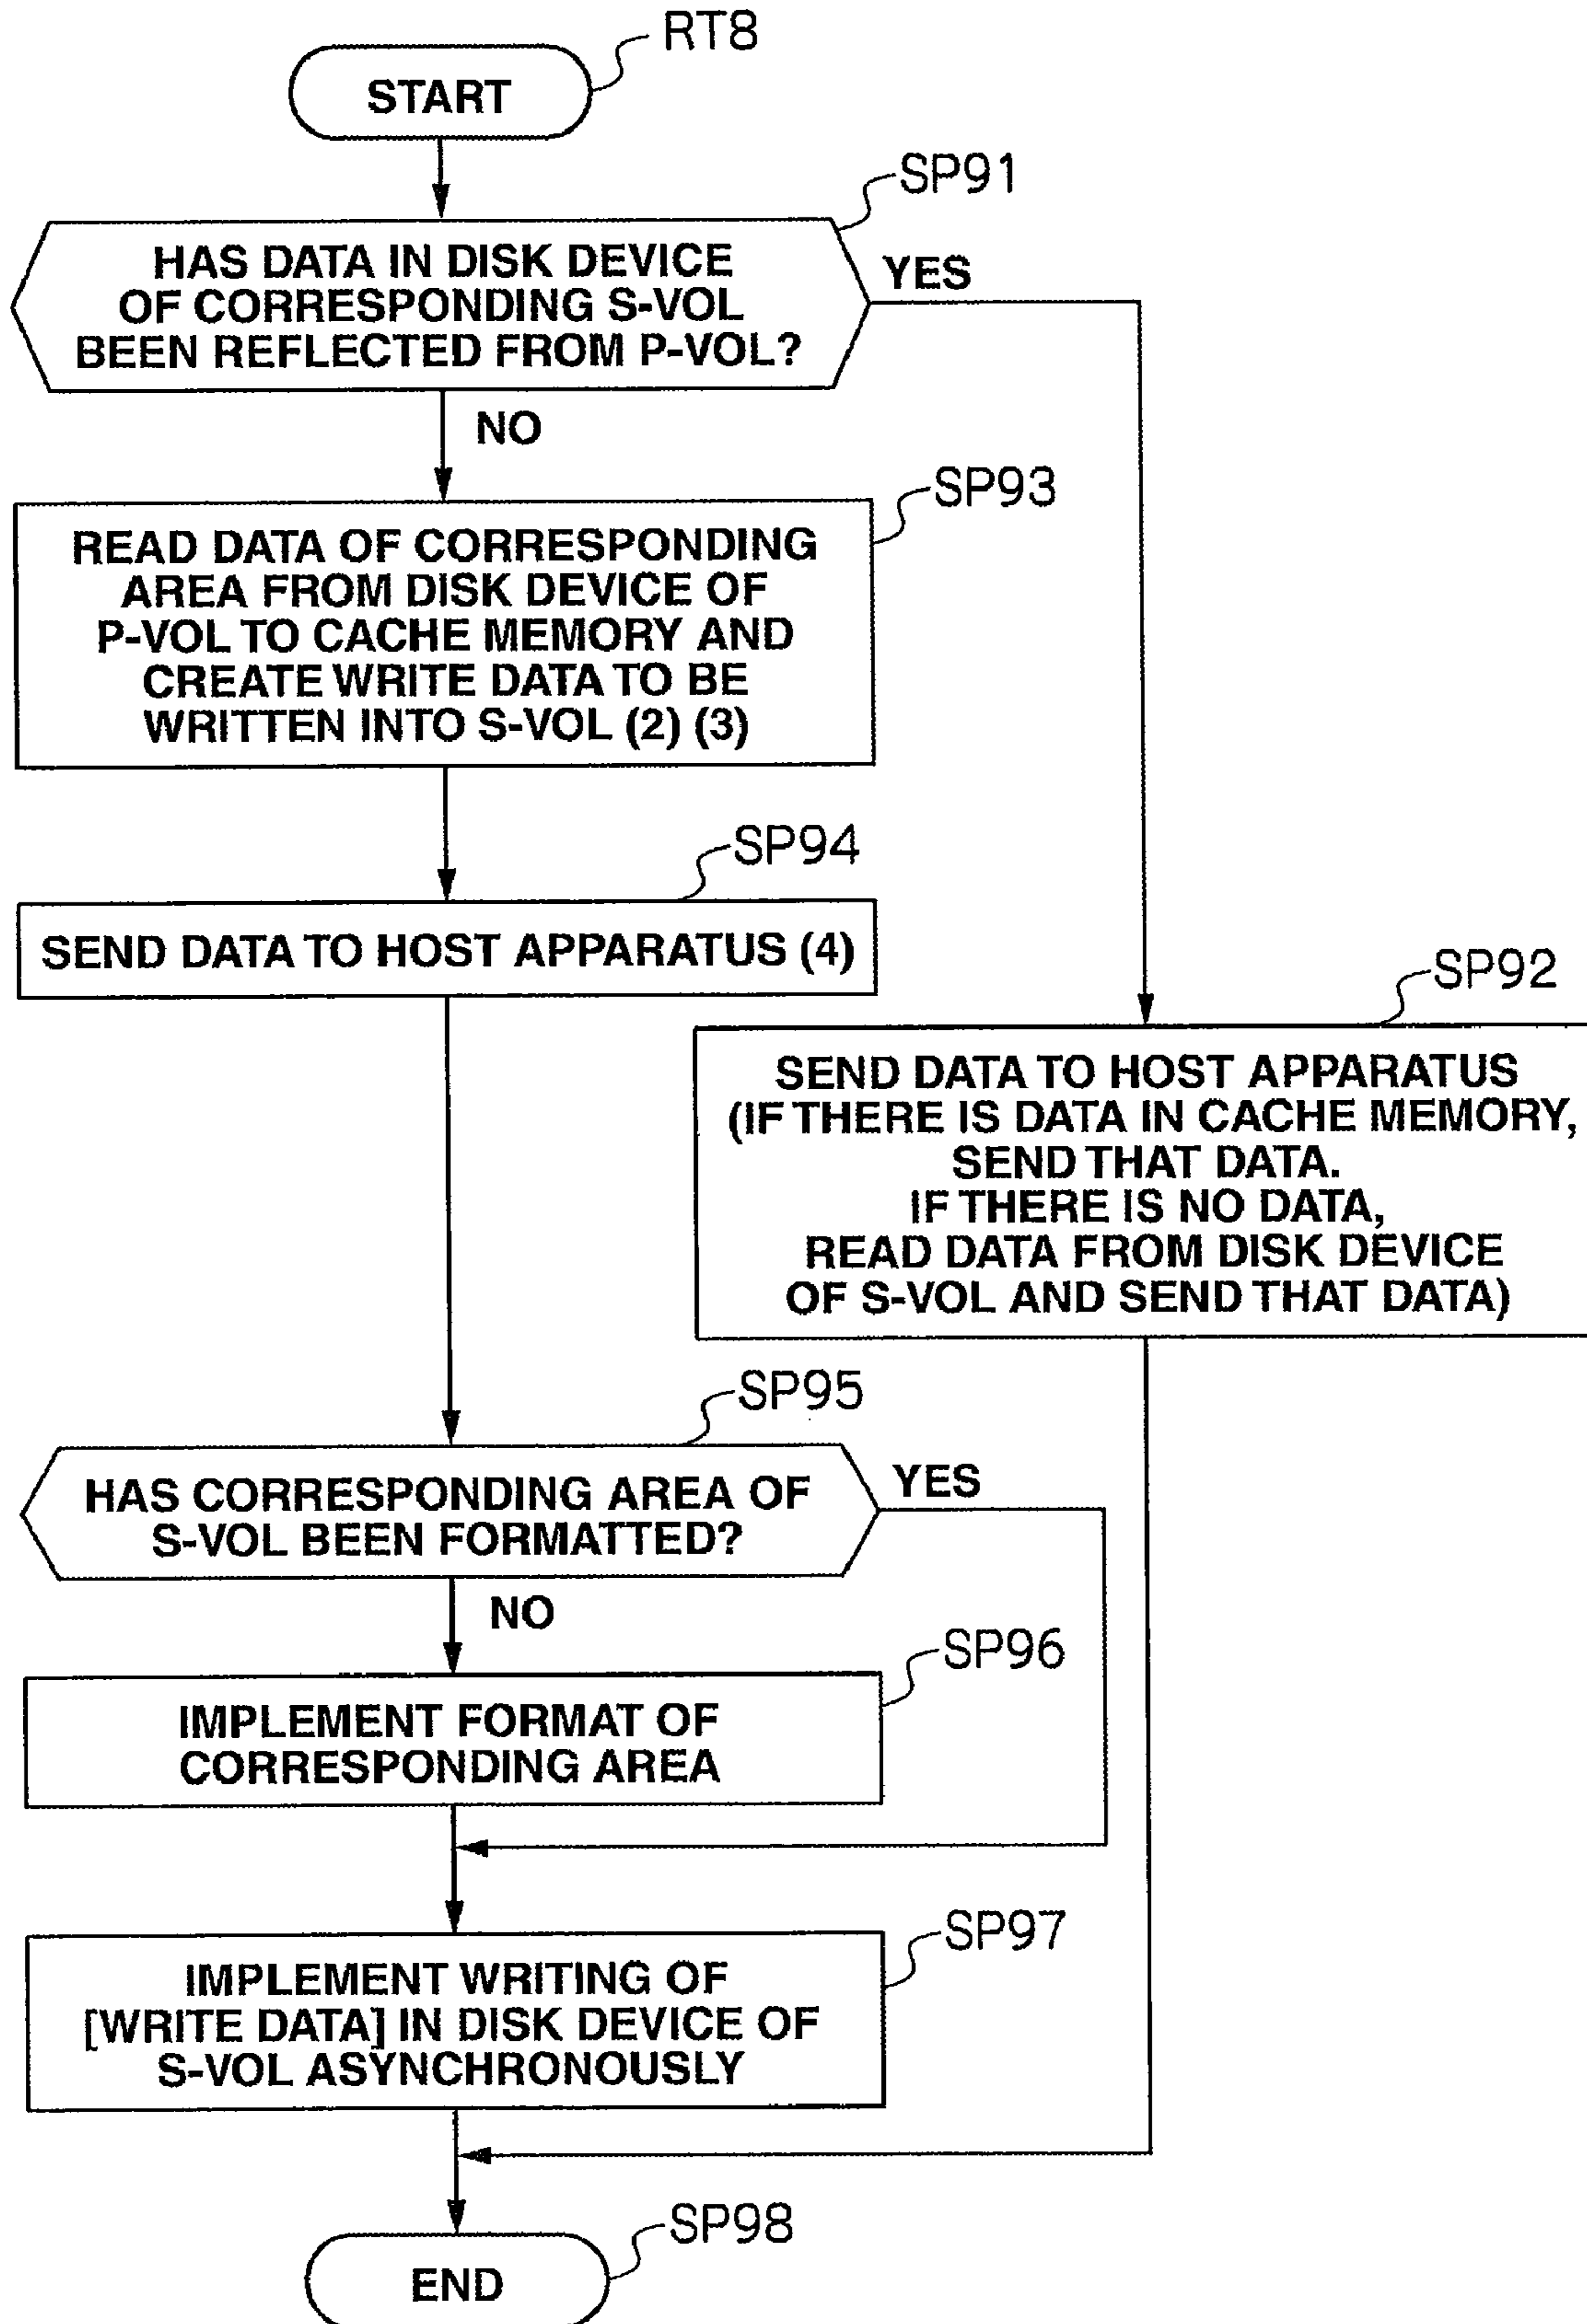 RT8
START
SP91
HAS DATA IN DISK DEVICE
OF CORRESPONDING S-VOL
BEEN REFLECTED FROM P-VOL?
YES
NO
SP93
READ DATA OF CORRESPONDING
AREA FROM DISK DEVICE OF
P-VOL TO CACHE MEMORY AND
CREATE WRITE DATA TO BE
WRITTEN INTO S-VOL (2) (3)
SP94
SEND DATA TO HOST APPARATUS (4)
SP92
SEND DATA TO HOST APPARATUS
(IF THERE IS DATA IN CACHE MEMORY,
SEND THAT DATA.
IF THERE IS NO DATA,
READ DATA FROM DISK DEVICE
OF S-VOL AND SEND THAT DATA)
SP95
HAS CORRESPONDING AREA OF
S-VOL BEEN FORMATTED?
YES
NO
SP96
IMPLEMENT FORMAT OF
CORRESPONDING AREA
SP97
IMPLEMENT WRITING OF
[WRITE DATA] IN DISK DEVICE OF
S-VOL ASYNCHRONOUSLY
SP98
END